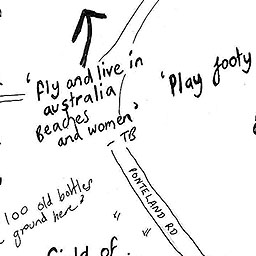 'fly and live in
australia
Beaches
and women'
- TB
'Play footy
PONTELAND RD
100 old bottles
ground here'
field of